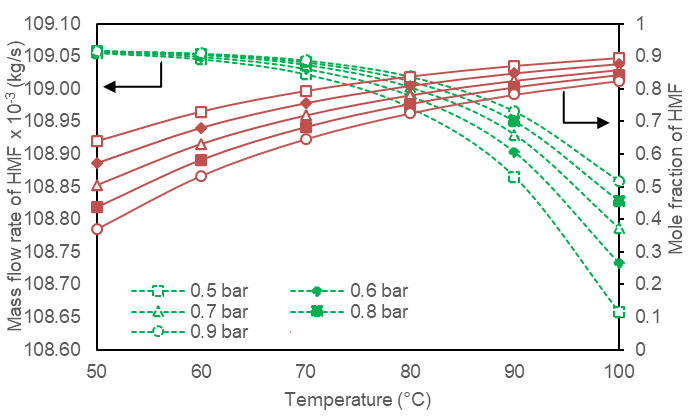 Mass flow rate of HMF x 10-3 (kg/s)
109.10
109.05
109.00
108.95
108.90
108.85
108.80
108.75
108.70
108.65
108.60
1
0.9
0.8
0.7
0.6
0.5
0.4
0.3
0.2
0.1
0
Mole fraction of HMF
0.5 bar
0.6 bar
0.7 bar
0.8 bar
0.9 bar
50 60 70 80 90 100
Temperature (°C)